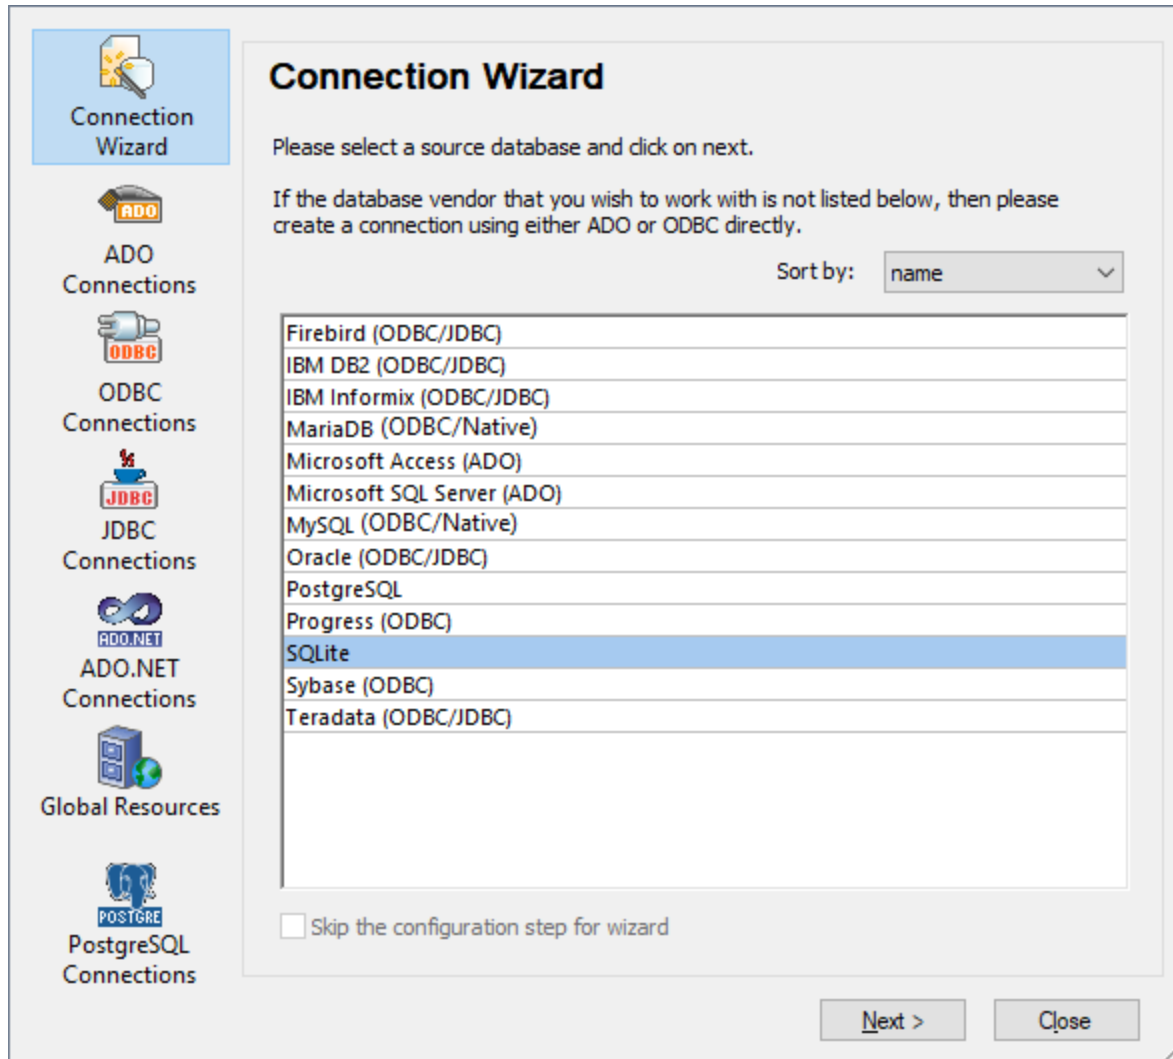 Connection
Wizard
ADO
ADO
Connections
ODBC
ODBC
Connections
JDBC
JDBC
Connections
ADO.NET
ADO.NET
Connections
Global Resources
POSTGRE
PostgreSQL
Connections
Connection Wizard
Please select a source database and click on next.
If the database vendor that you wish to work with is not listed below, then please
create a connection using either ADO or ODBC directly.
Sort by: name
Firebird (ODBC/JDBC)
IBM DB2 (ODBC/JDBC)
IBM Informix (ODBC/JDBC)
MariaDB (ODBC/Native)
Microsoft Access (ADO)
Microsoft SQL Server (ADO)
MySQL (ODBC/Native)
Oracle (ODBC/JDBC)
PostgreSQL
Progress (ODBC)
SQLite
Sybase (ODBC)
Teradata (ODBC/JDBC)
Skip the configuration step for wizard
Next > Close